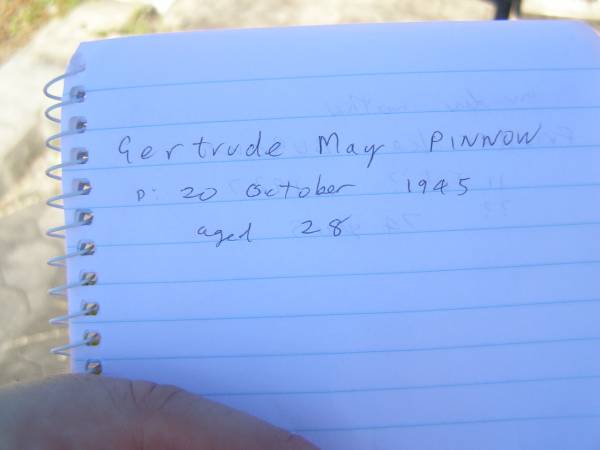 Gertrude May PINNOW
D: 20 October 1945
aged 28